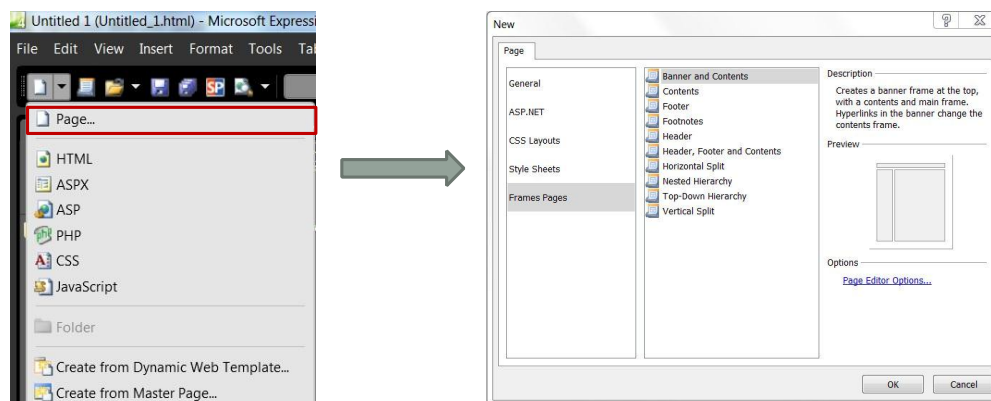 Untitled 1 (Untitled_1.html) - Microsoft Expressi
File Edit View Insert Format Tools Tal
SP
Page...
HTML
ASPX
ASP
PHP
CSS
JavaScript
Folder
Create from Dynamic Web Template...
Create from Master Page...
New
Page
General
ASP.NET
CSS Layouts
Style Sheets
Frames Pages
Banner and Contents
Contents
Footer
Footnotes
Header
Header, Footer and Contents
Horizontal Split
Nested Hierarchy
Top-Down Hierarchy
Vertical Split
Description
Creates a banner frame at the top,
with a contents and main frame.
Hyperlinks in the banner change the
contents frame.
Preview
Options
Page Editor Options...
OK Cancel